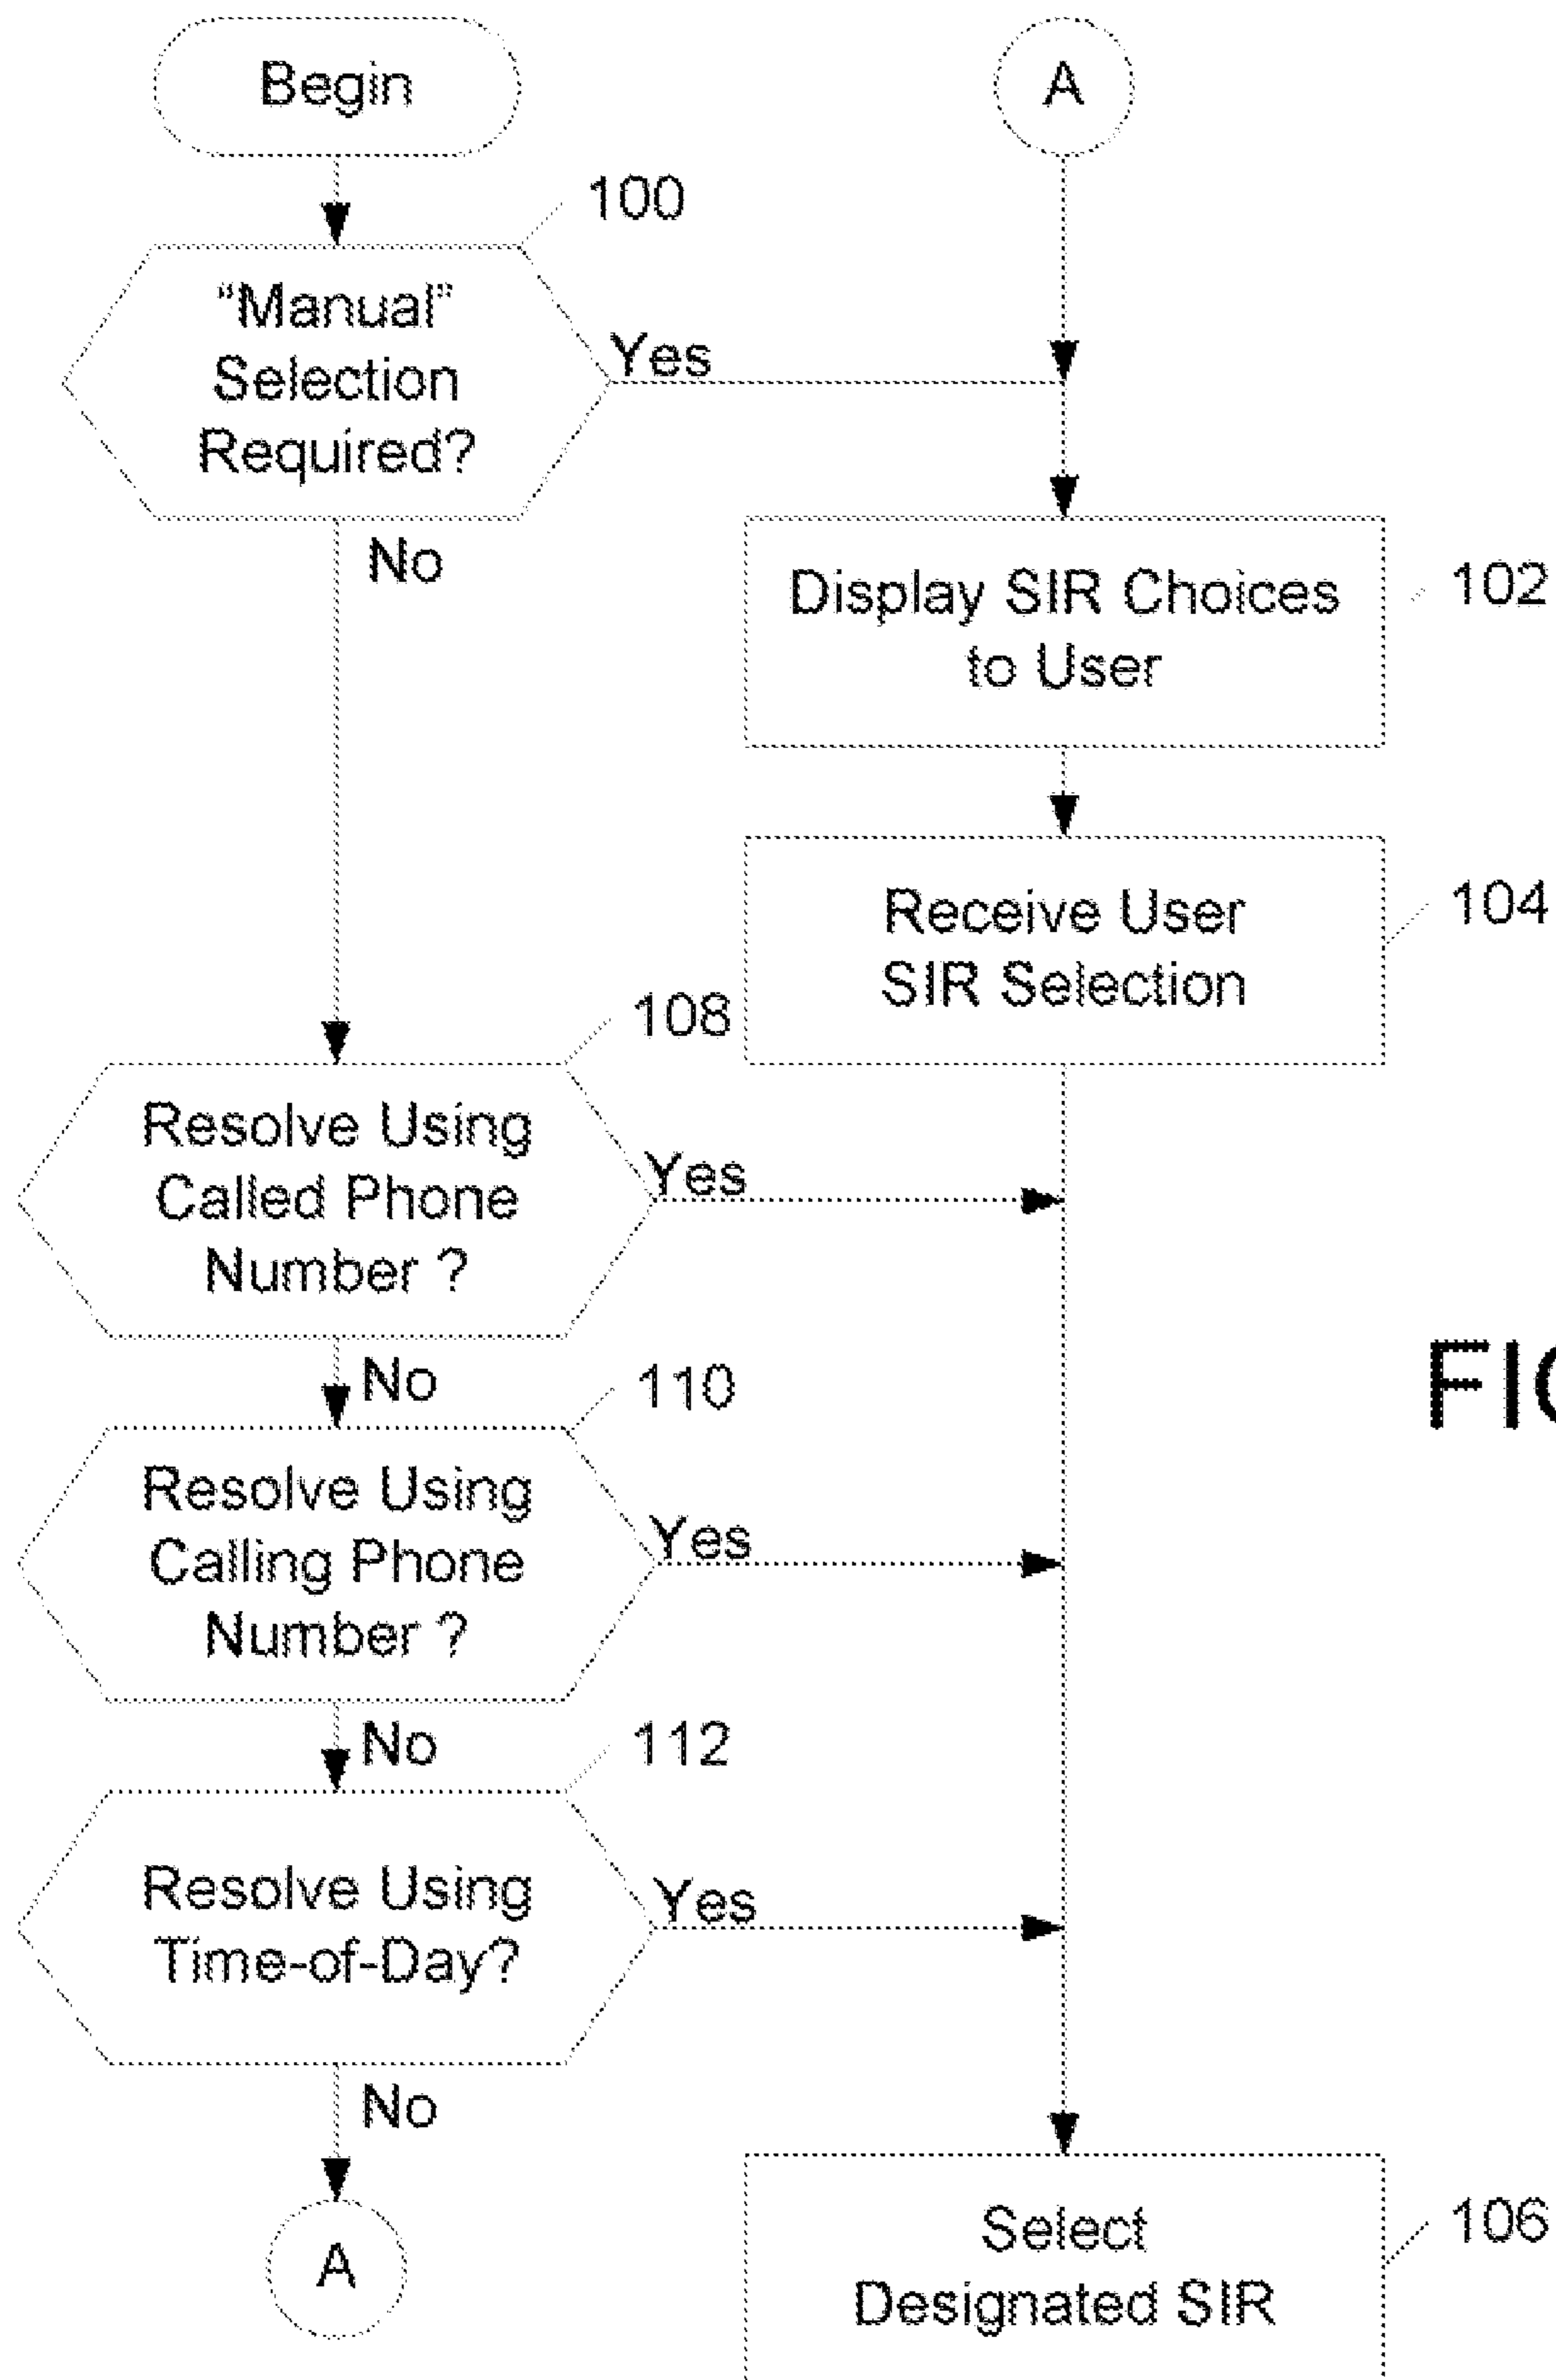 Begin
A
100
“Manual”
Selection
Required?
Yes
No
Display SIR Choices
to User
102
Receive User
SIR Selection
104
108
Resolve Using
Called Phone
Number ?
Yes
No
110
Resolve Using
Calling Phone
Number ?
Yes
No
112
Resolve Using
Time-of-Day?
Yes
No
A
Select
Designated SIR
106